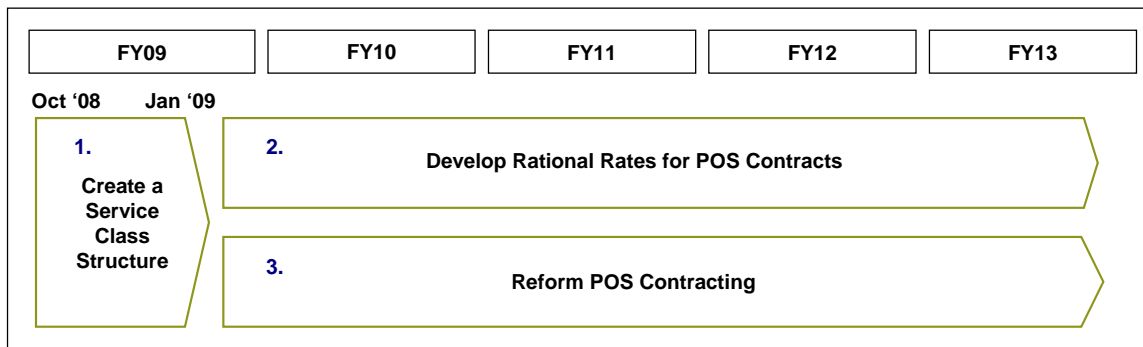 FY09 FY10 FY11 FY12 FY13
Oct ‘08 Jan ‘09
1.
Create a
Service
Class
Structure
2.
Develop Rational Rates for POS Contracts
3.
Reform POS Contracting